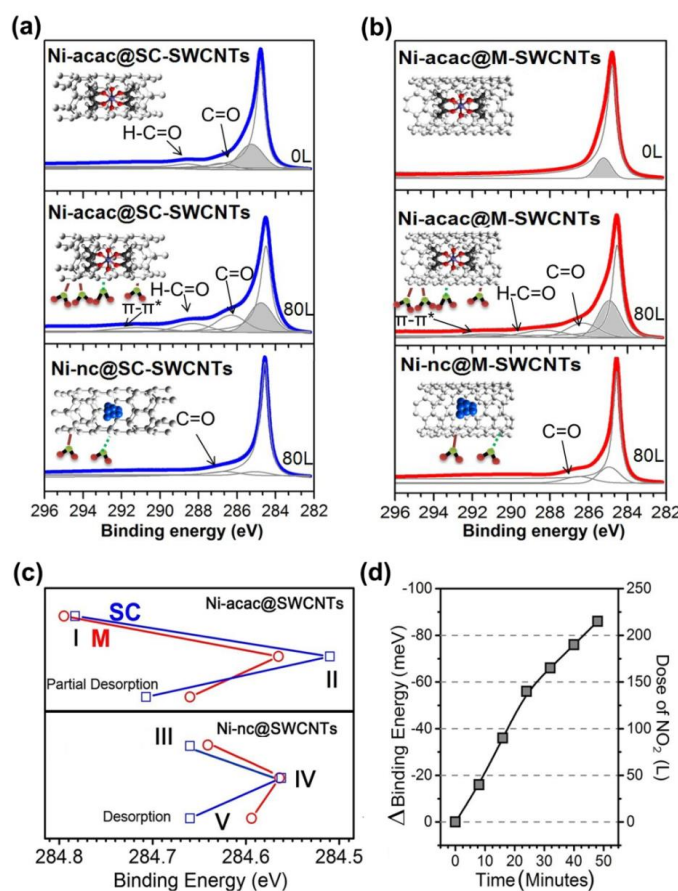 (a)
Ni-acac@SC-SWCNTs
H-C=O
C=O
0L
Ni-acac@SC-SWCNTs
C=O
H-C=O
π-π*
80L
Ni-nc@SC-SWCNTs
C=O
80L
296 294 292 290 288 286 284 282
Binding energy (eV)
(b)
Ni-acac@M-SWCNTs
0L
Ni-acac@M-SWCNTs
C=O
H-C=O
π-π*
80L
Ni-nc@M-SWCNTs
C=O
80L
296 294 292 290 288 286 284 282
Binding energy (eV)
(c)
Ni-acac@SWCNTs
SC
I
M
II
Partial Desorption
Ni-nc@SWCNTs
III
IV
Desorption
V
284.8 284.7 284.6 284.5
Binding Energy (eV)
(d)
-100
-80
-60
-40
-20
0
Δ Binding Energy (meV)
250
200
150
100
50
0
Dose of NO₂ (L)
0 10 20 30 40 50
Time (Minutes)